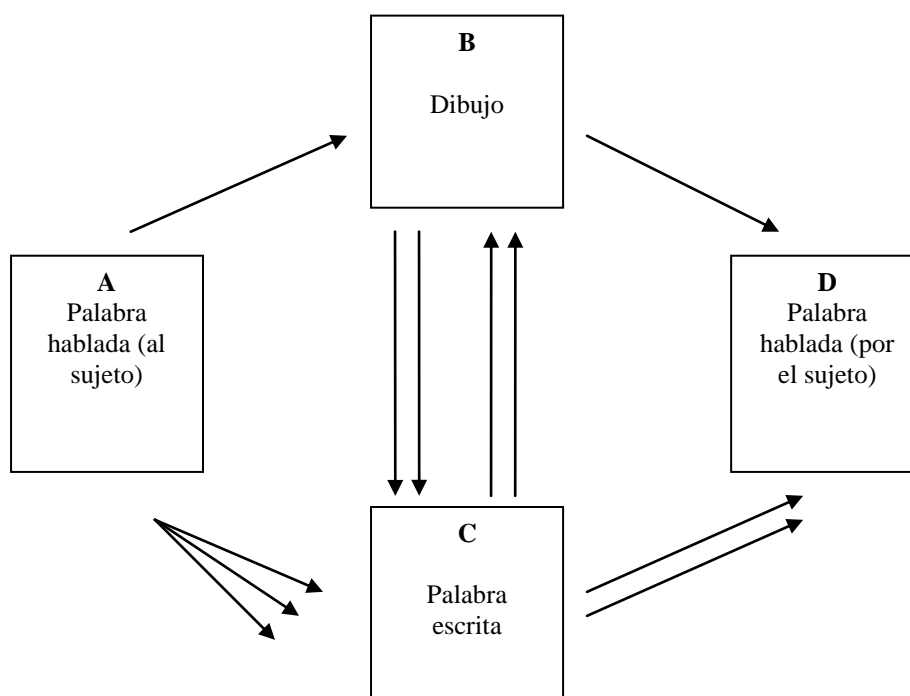 B
Dibujo
A
Palabra
hablada (al
sujeto)
D
Palabra
hablada (por
el sujeto)
C
Palabra
escrita